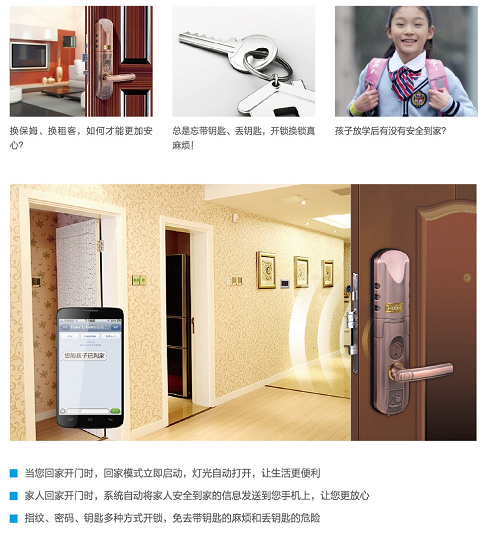 换保姆、换租客，如何才能更加安
心?
总是忘带钥匙、丢钥匙，开锁换锁真
麻烦!
孩子放学后有没有安全到家?
您的孩子已到家
当您回家开门时，回家模式立即启动，灯光自动打开，让生活更便利
家人回家开门时，系统自动将家人安全到家的信息发送到您手机上，让您更放心
指纹、密码、钥匙多种方式开锁，免去带钥匙的麻烦和丢钥匙的危险